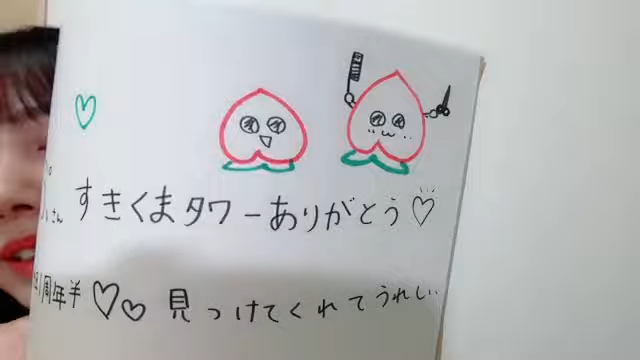 さん すきくまタワーありがとう♡
1周年半♡♡ 見つけてくれてうれしい